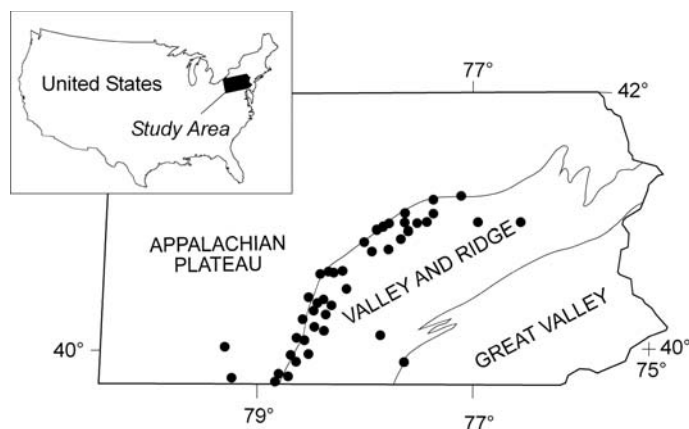 United States
Study Area
77°
42°
APPALACHIAN
PLATEAU
VALLEY AND RIDGE
GREAT VALLEY
40°
40°
75°
79°
77°